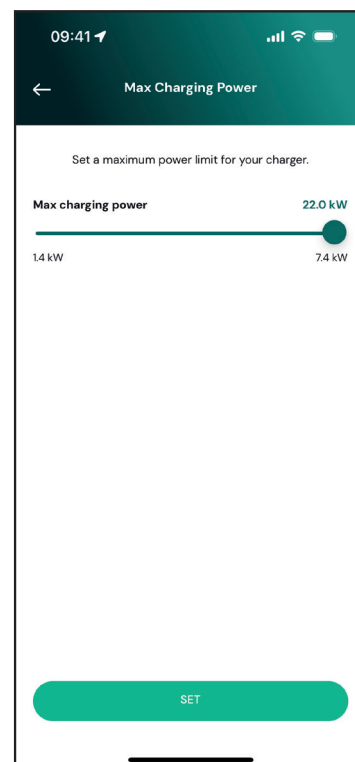 09:41
Max Charging Power
Set a maximum power limit for your charger.
Max charging power 22.0 kW
1.4 kW 7.4 kW
SET